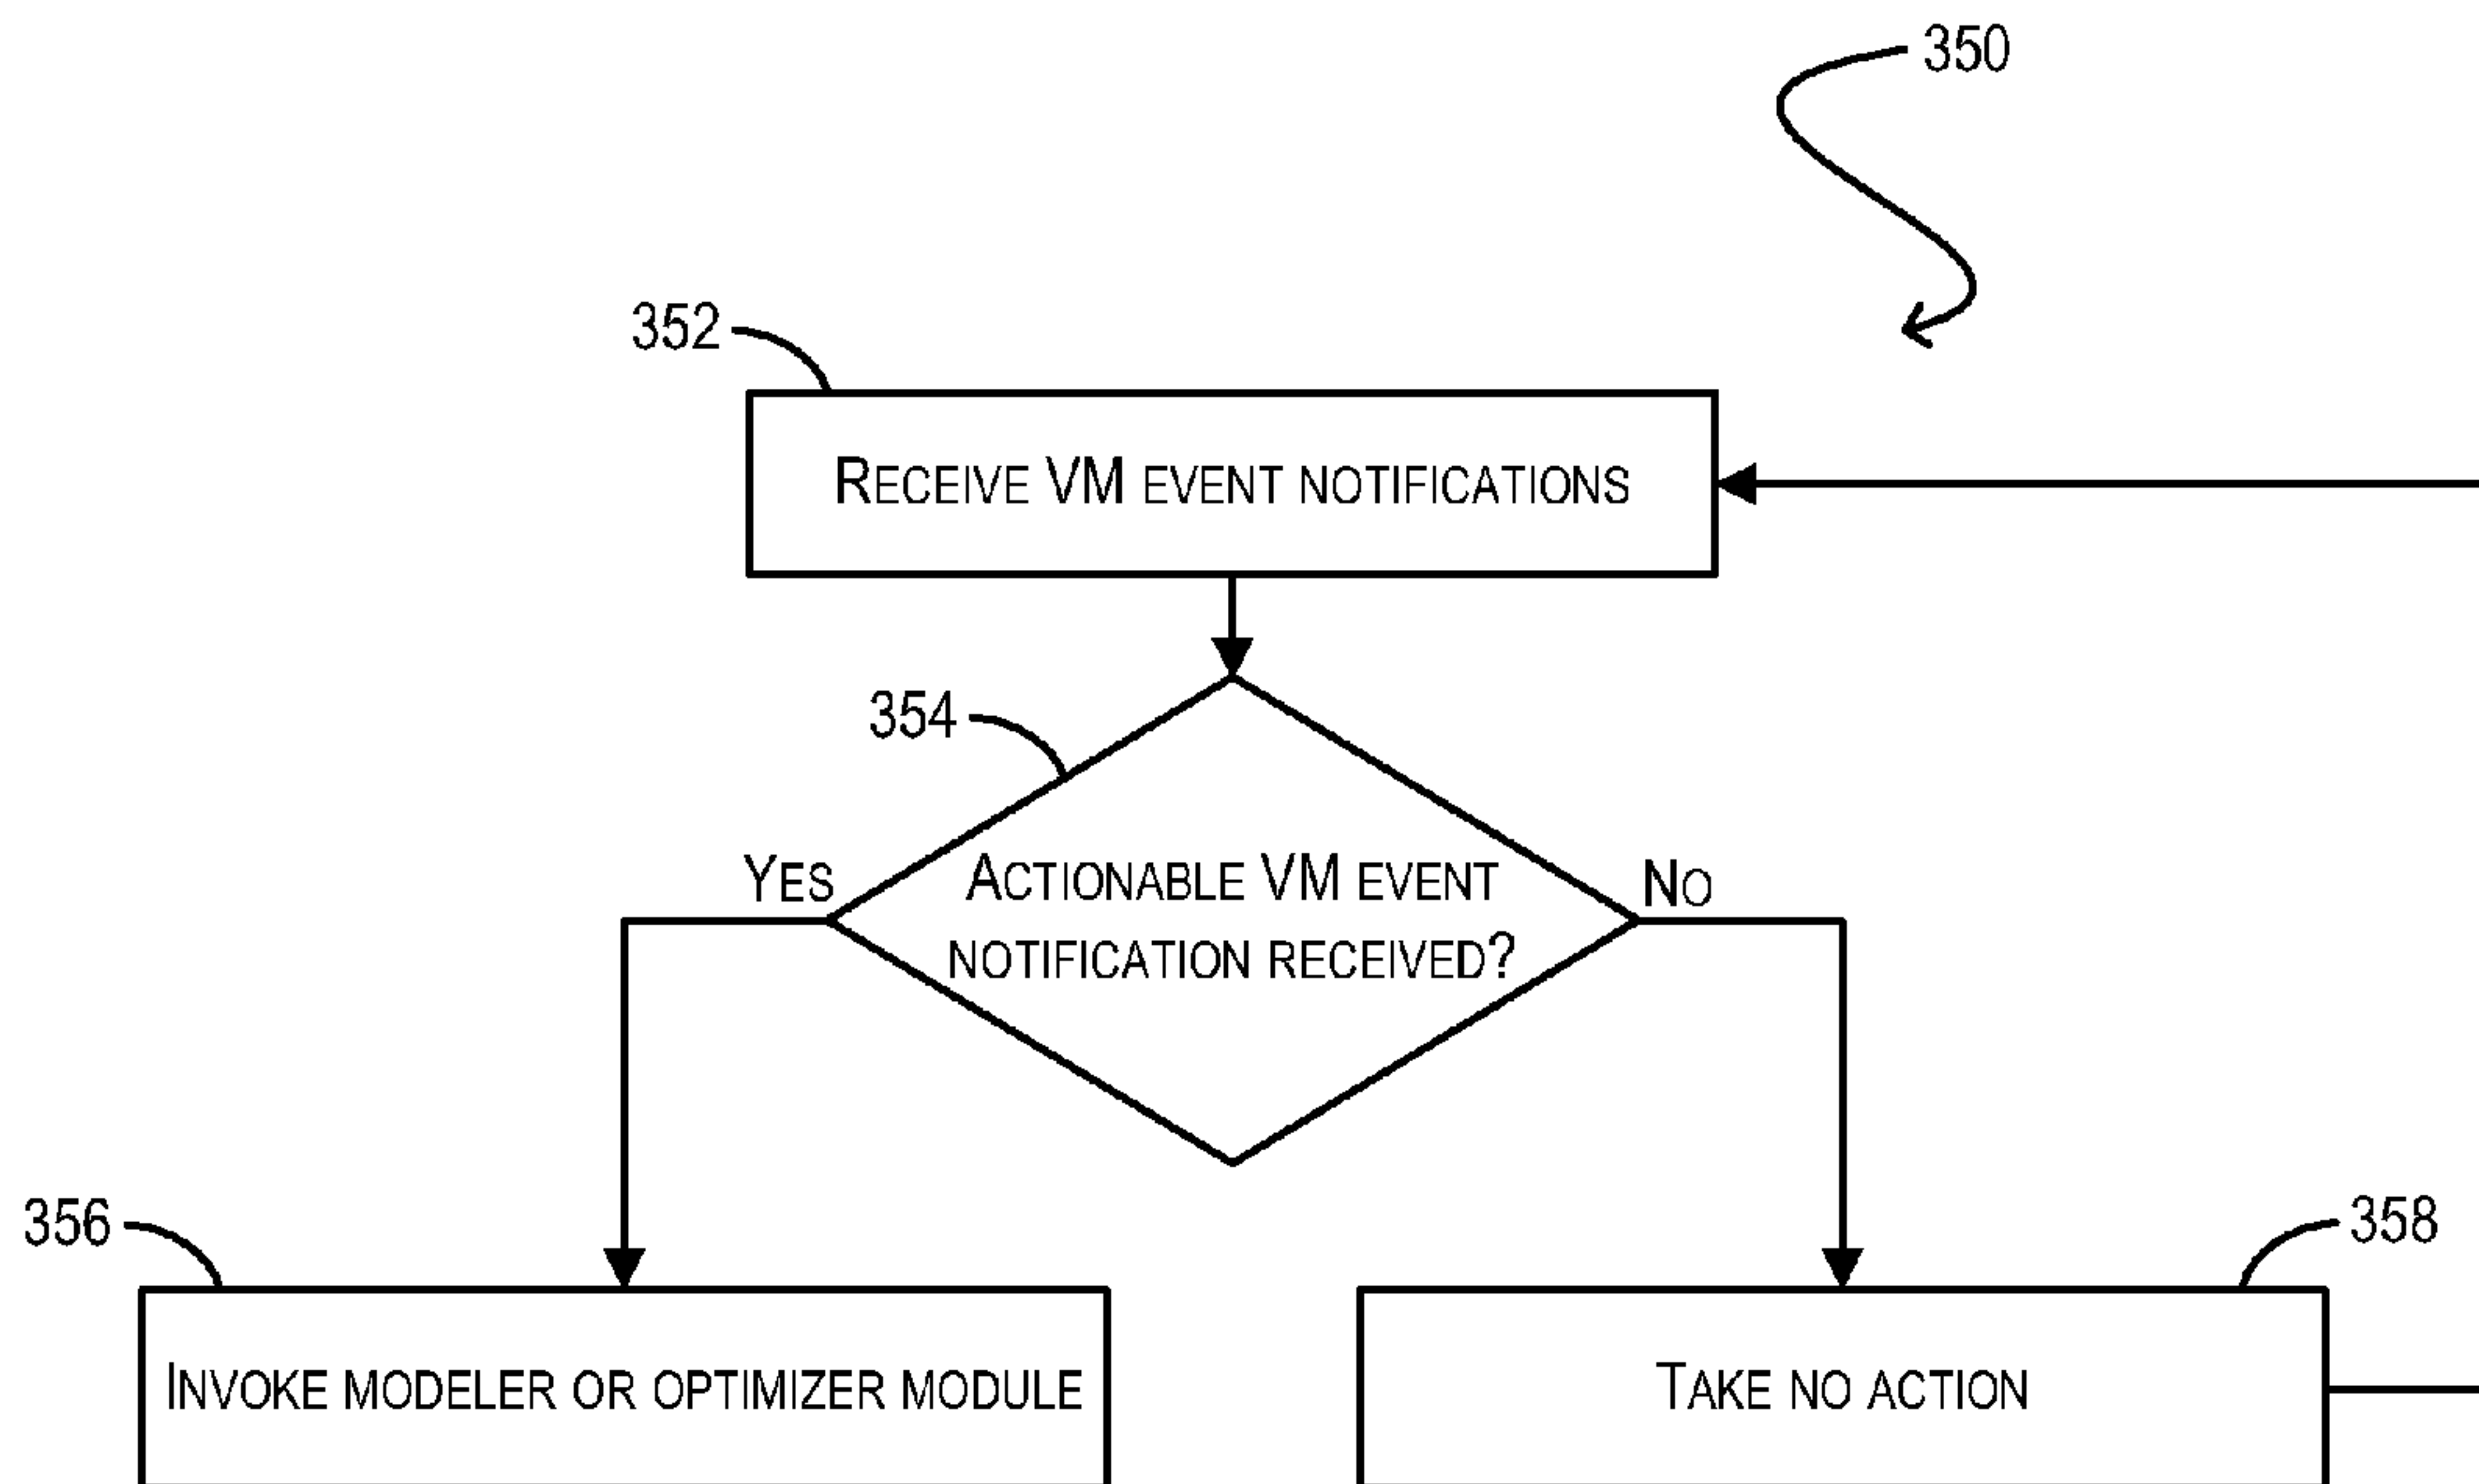 350
352
Receive VM event notifications
354
Yes
Actionable VM event
notification received?
No
356
358
Invoke modeler or optimizer module
Take no action